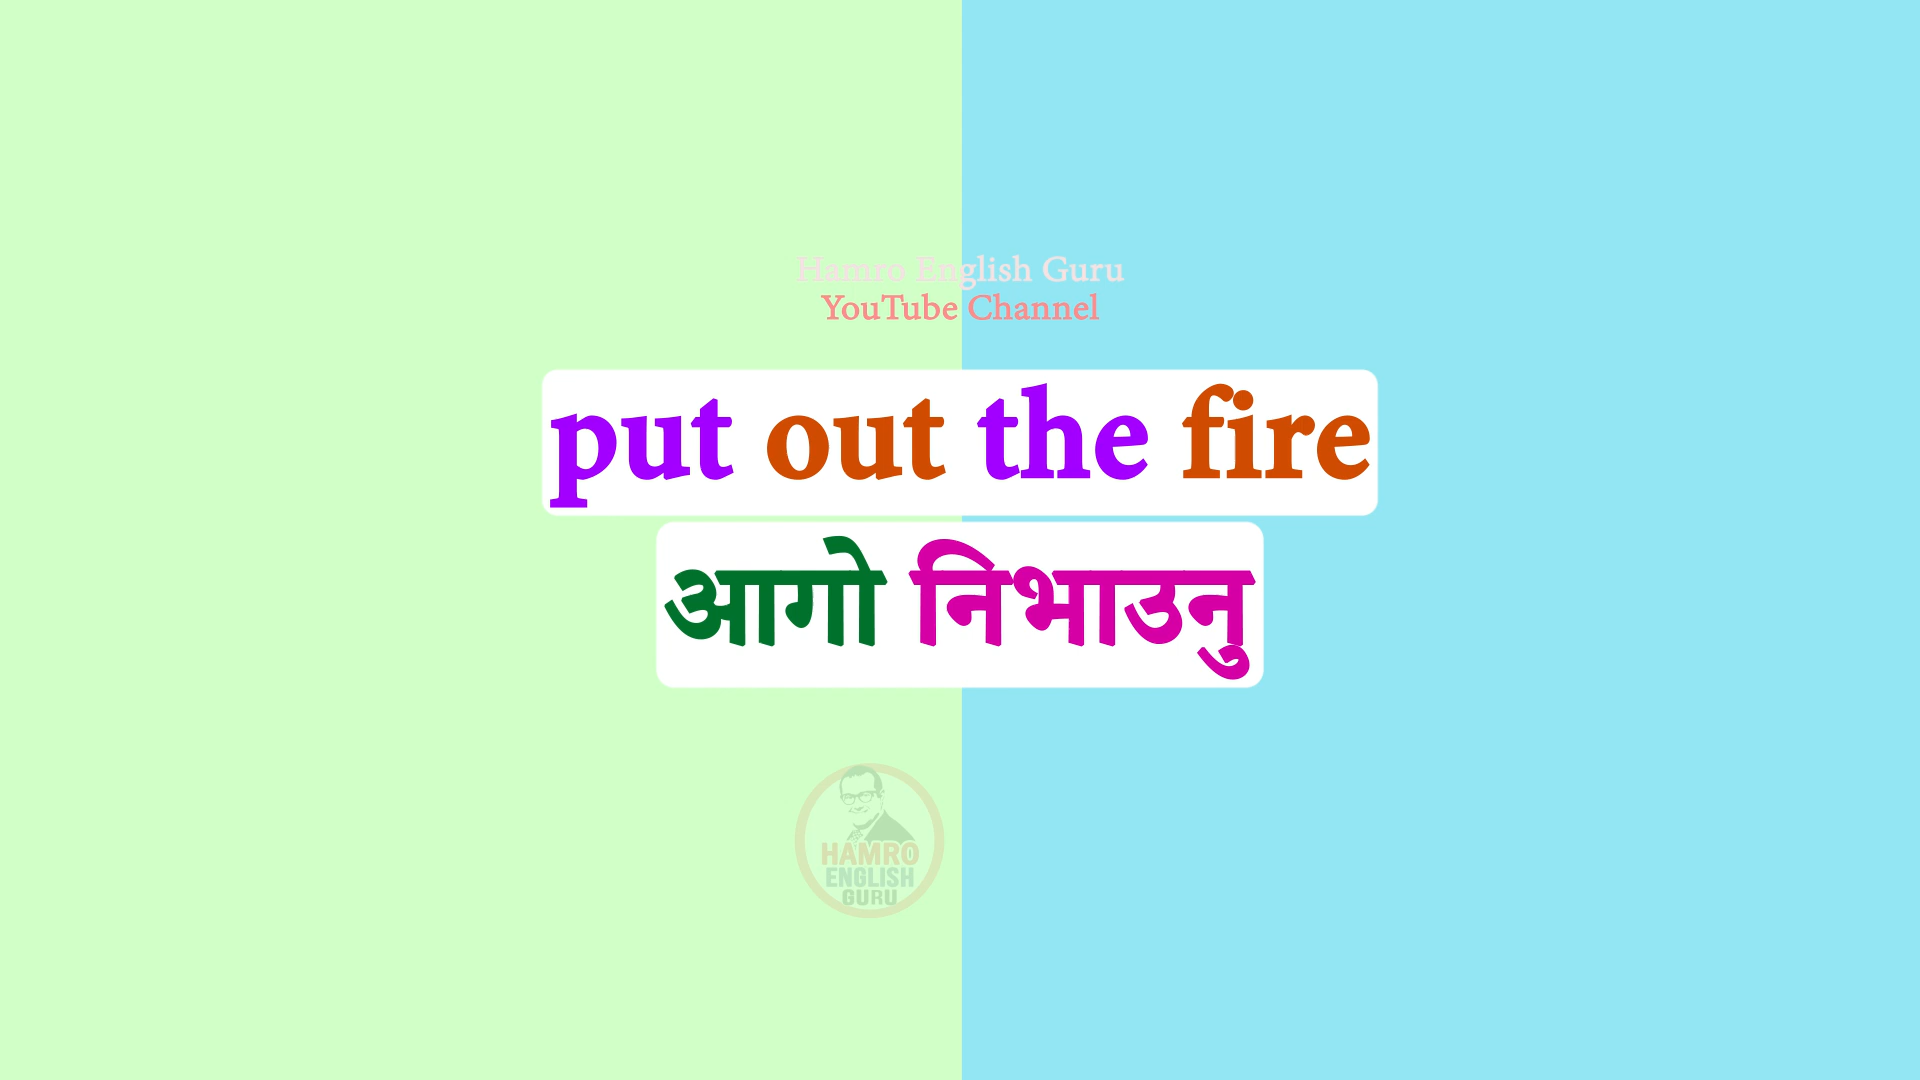 Hamro English Guru
YouTube Channel
put out the fire
आगो निभाउनु
HAMRO
ENGLISH
GURU